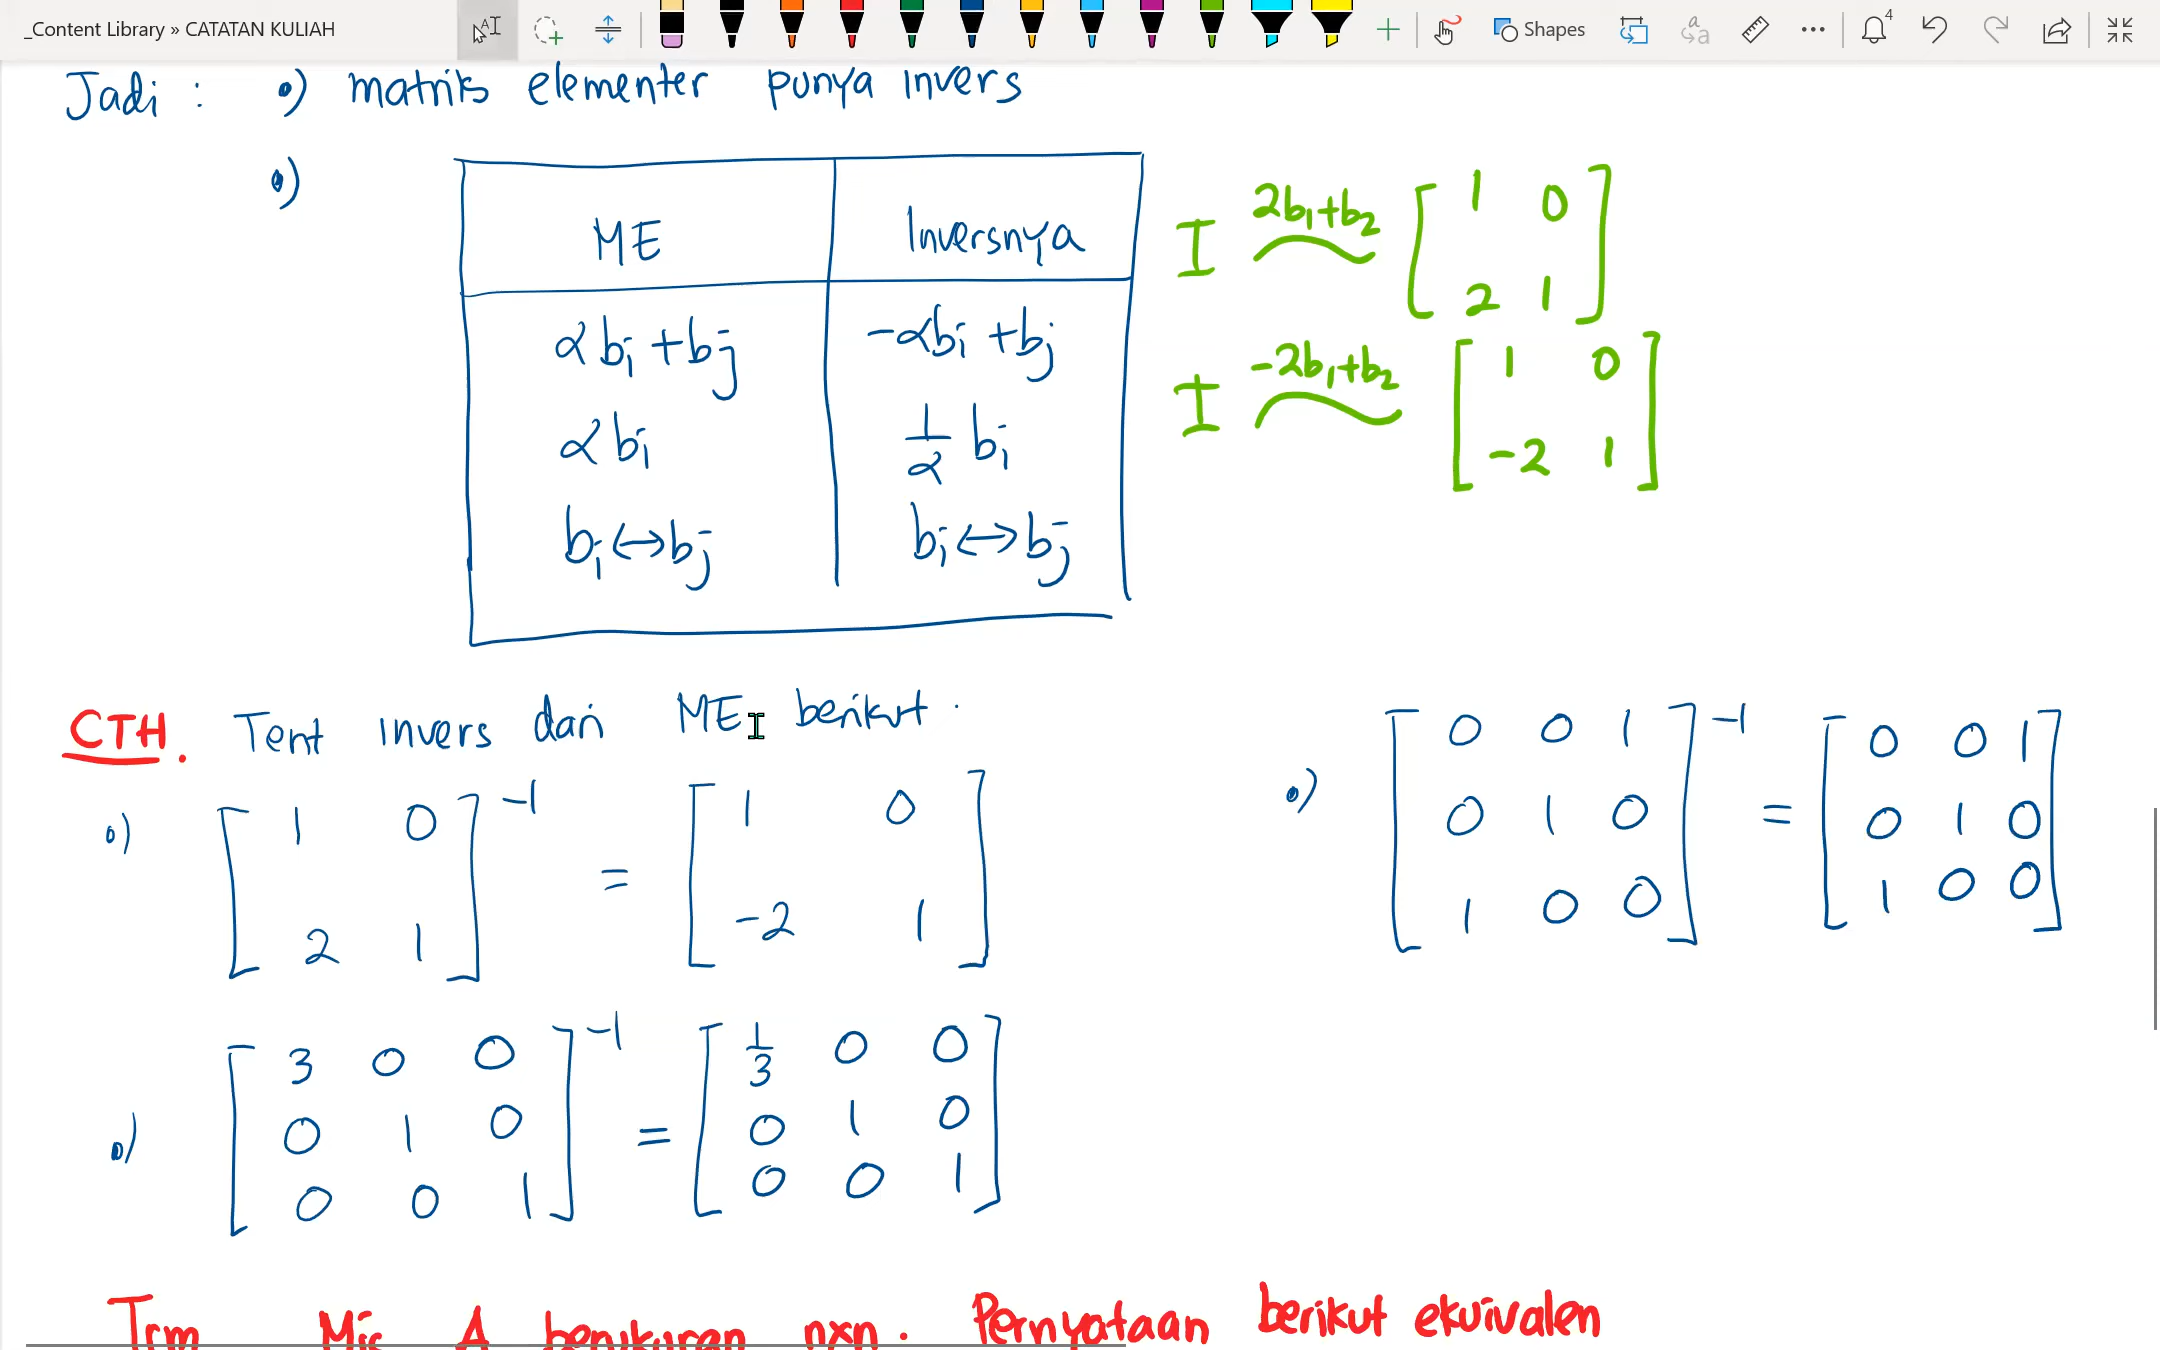 _Content Library » CATATAN KULIAH
Shapes
4
Jadi : •) matriks elementer punya invers
•)
ME Inversnya
αbi + bj -αbi + bj
αbi 1/α bi
bi ↔ bj bi ↔ bj
I 2b1+b2 [ 1 0
2 1 ]
I -2b1+b2 [ 1 0
-2 1 ]
CTH. Tent invers dari ME berikut.
•) [ 1 0
2 1 ]⁻¹ = [ 1 0
-2 1 ]
•) [ 3 0 0
0 1 0
0 0 1 ]⁻¹ = [ 1/3 0 0
0 1 0
0 0 1 ]
•) [ 0 0 1
0 1 0
1 0 0 ]⁻¹ = [ 0 0 1
0 1 0
1 0 0 ]
Trm Mis A berukuran nxn. Pernyataan berikut ekuivalen